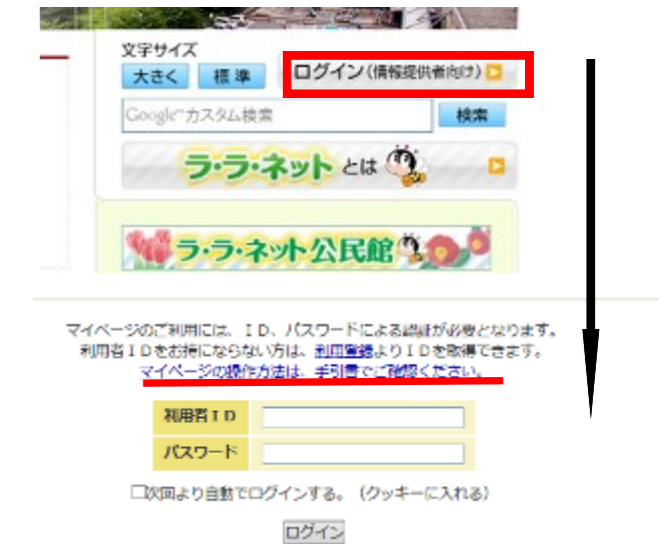 文字サイズ
大きく 標準 ログイン(情報提供者向け)
Google™カスタム検索 検索
ラ・ラ・ネット とは
ラ・ラ・ネット公民館
マイページのご利用には、ID、パスワードによる認証が必要となります。
利用者IDをお持にならない方は、利用登録よりIDを取得できます。
マイページの操作方法は、手引書でご確認ください。
利用者ID
パスワード
□次回より自動でログインする。(クッキーに入れる)
ログイン